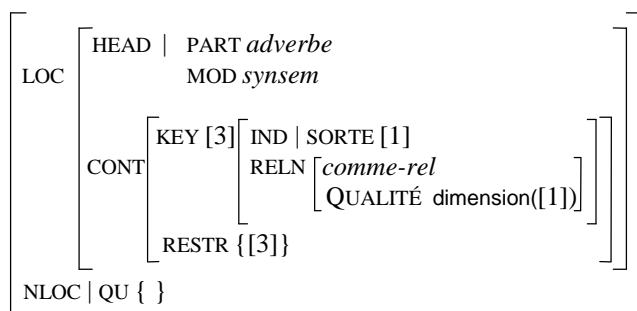 HEAD | PART adverbe
LOC MOD synsem
KEY [3] IND | SORTE [1]
CONT RELN comme-rel
QUALITÉ dimension([1])
RESTR {[3]}
NLOC | QU { }